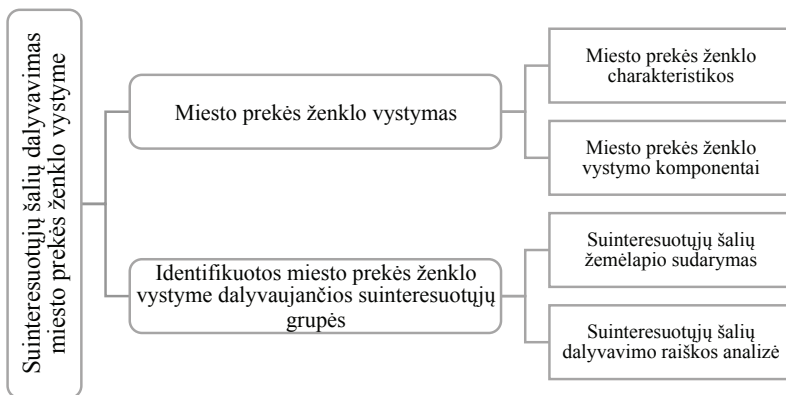 Suinteresuotųjų šalių dalyvavimas
miesto prekės ženklo vystyme
Miesto prekės ženklo vystymas
Miesto prekės ženklo
charakteristikos
Miesto prekės ženklo
vystymo komponentai
Identifikuotos miesto prekės ženklo
vystyme dalyvaujančios suinteresuotųjų
grupės
Suinteresuotųjų šalių
žemėlapio sudarymas
Suinteresuotųjų šalių
dalyvavimo raiškos analizė